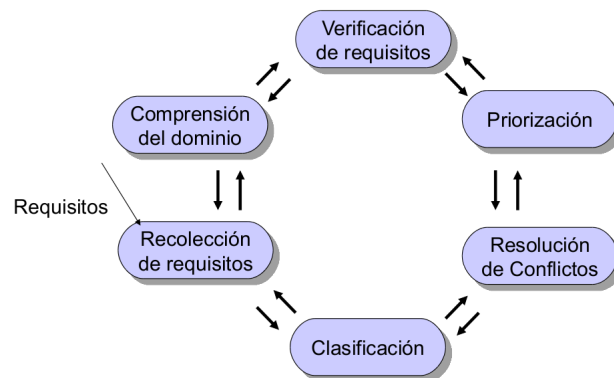 Verificación
de requisitos
Comprensión
del dominio
Priorización
Requisitos
Recolección
de requisitos
Resolución
de Conflictos
Clasificación